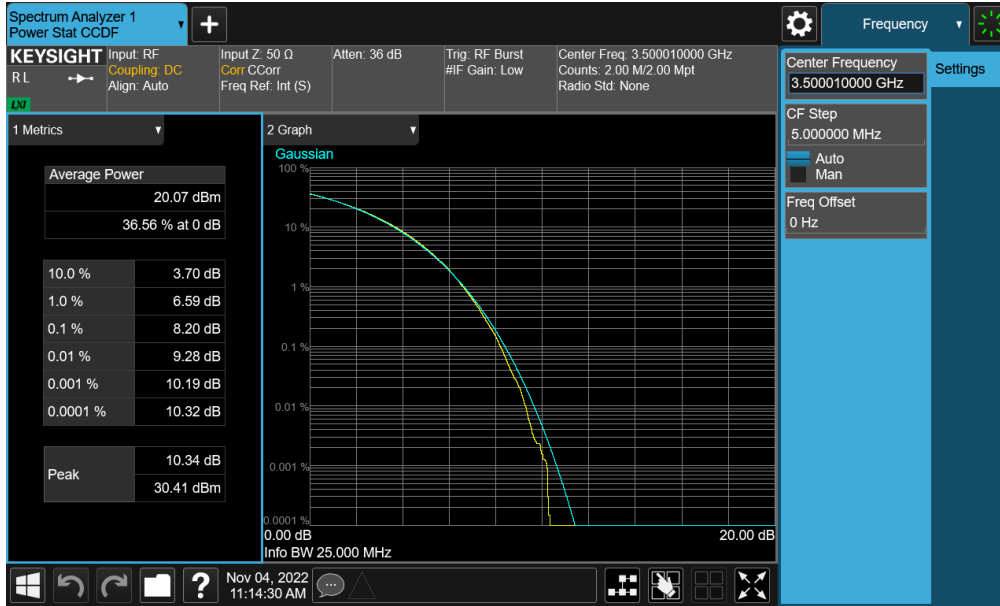 Spectrum Analyzer 1
Power Stat CCDF
Frequency
KEYSIGHT
R L
LXI
Input: RF
Coupling: DC
Align: Auto
Input Z: 50 Ω
Corr CCorr
Freq Ref: Int (S)
Atten: 36 dB
Trig: RF Burst
#IF Gain: Low
Center Freq: 3.500010000 GHz
Counts: 2.00 M/2.00 Mpt
Radio Std: None
Center Frequency
3.500010000 GHz
Settings
CF Step
5.000000 MHz
Auto
Man
Freq Offset
0 Hz
1 Metrics
Average Power
20.07 dBm
36.56 % at 0 dB
10.0 % 3.70 dB
1.0 % 6.59 dB
0.1 % 8.20 dB
0.01 % 9.28 dB
0.001 % 10.19 dB
0.0001 % 10.32 dB
Peak
10.34 dB
30.41 dBm
2 Graph
Gaussian
100 %
10 %
1 %
0.1 %
0.01 %
0.001 %
0.0001 %
0.00 dB 20.00 dB
Info BW 25.000 MHz
?
Nov 04, 2022
11:14:30 AM